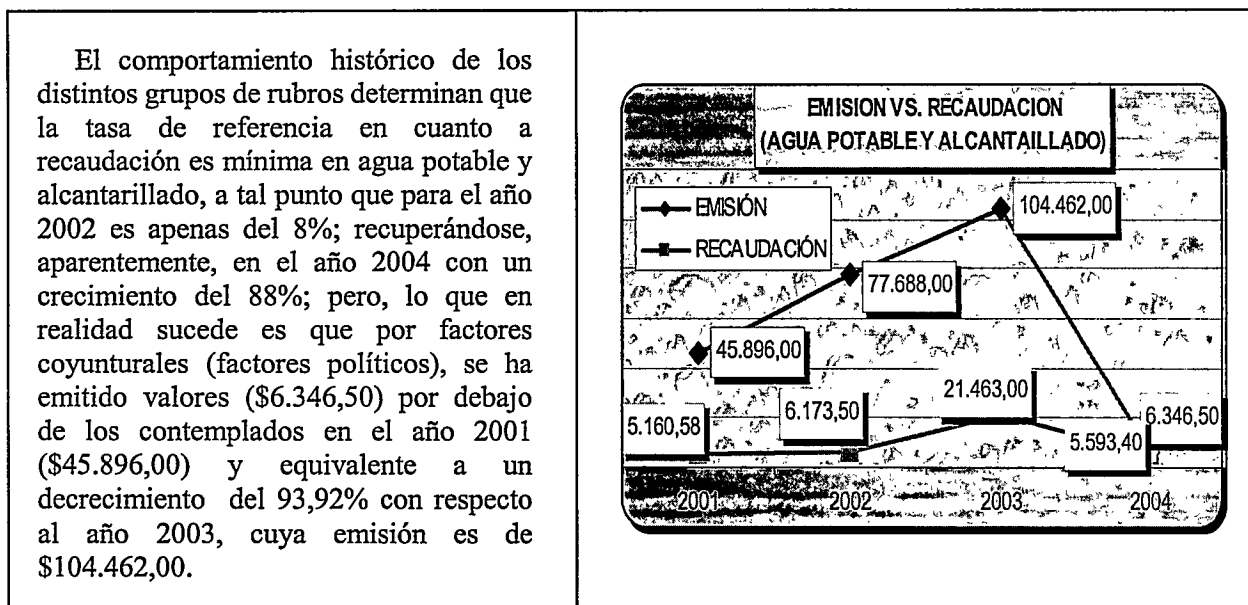 El comportamiento histórico de los
distintos grupos de rubros determinan que
la tasa de referencia en cuanto a
recaudación es mínima en agua potable y
alcantarillado, a tal punto que para el año
2002 es apenas del 8%; recuperándose,
aparentemente, en el año 2004 con un
crecimiento del 88%; pero, lo que en
realidad sucede es que por factores
coyunturales (factores políticos), se ha
emitido valores ($6.346,50) por debajo
de los contemplados en el año 2001
($45.896,00) y equivalente a un
decrecimiento del 93,92% con respecto
al año 2003, cuya emisión es de
$104.462,00.
EMISION VS. RECAUDACION
(AGUA POTABLE Y ALCANTAILLADO)
EMISIÓN
RECAUDACIÓN
104.462,00
77.688,00
45.896,00
21.463,00
6.173,50
5.160,58
6.346,50
5.593,40
2001
2002
2003
2004